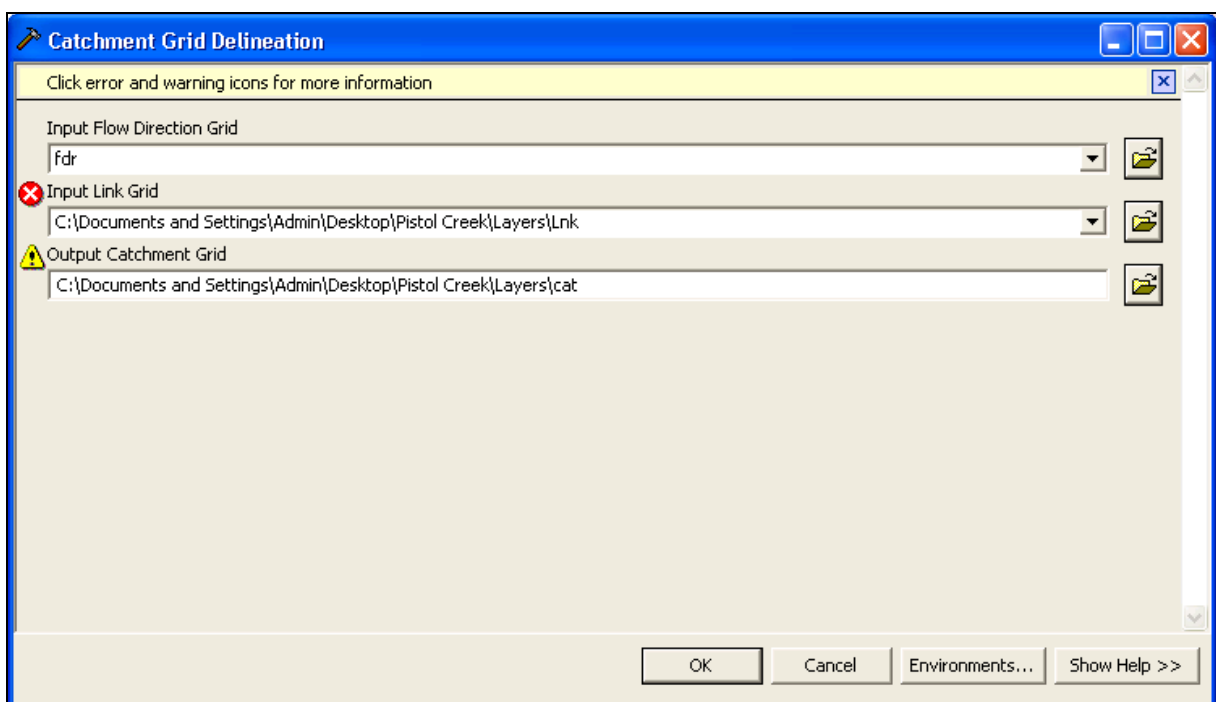 Catchment Grid Delineation
Click error and warning icons for more information
Input Flow Direction Grid
fdr
Input Link Grid
C:\Documents and Settings\Admin\Desktop\Pistol Creek\Layers\Lnk
Output Catchment Grid
C:\Documents and Settings\Admin\Desktop\Pistol Creek\Layers\cat
OK Cancel Environments... Show Help >>